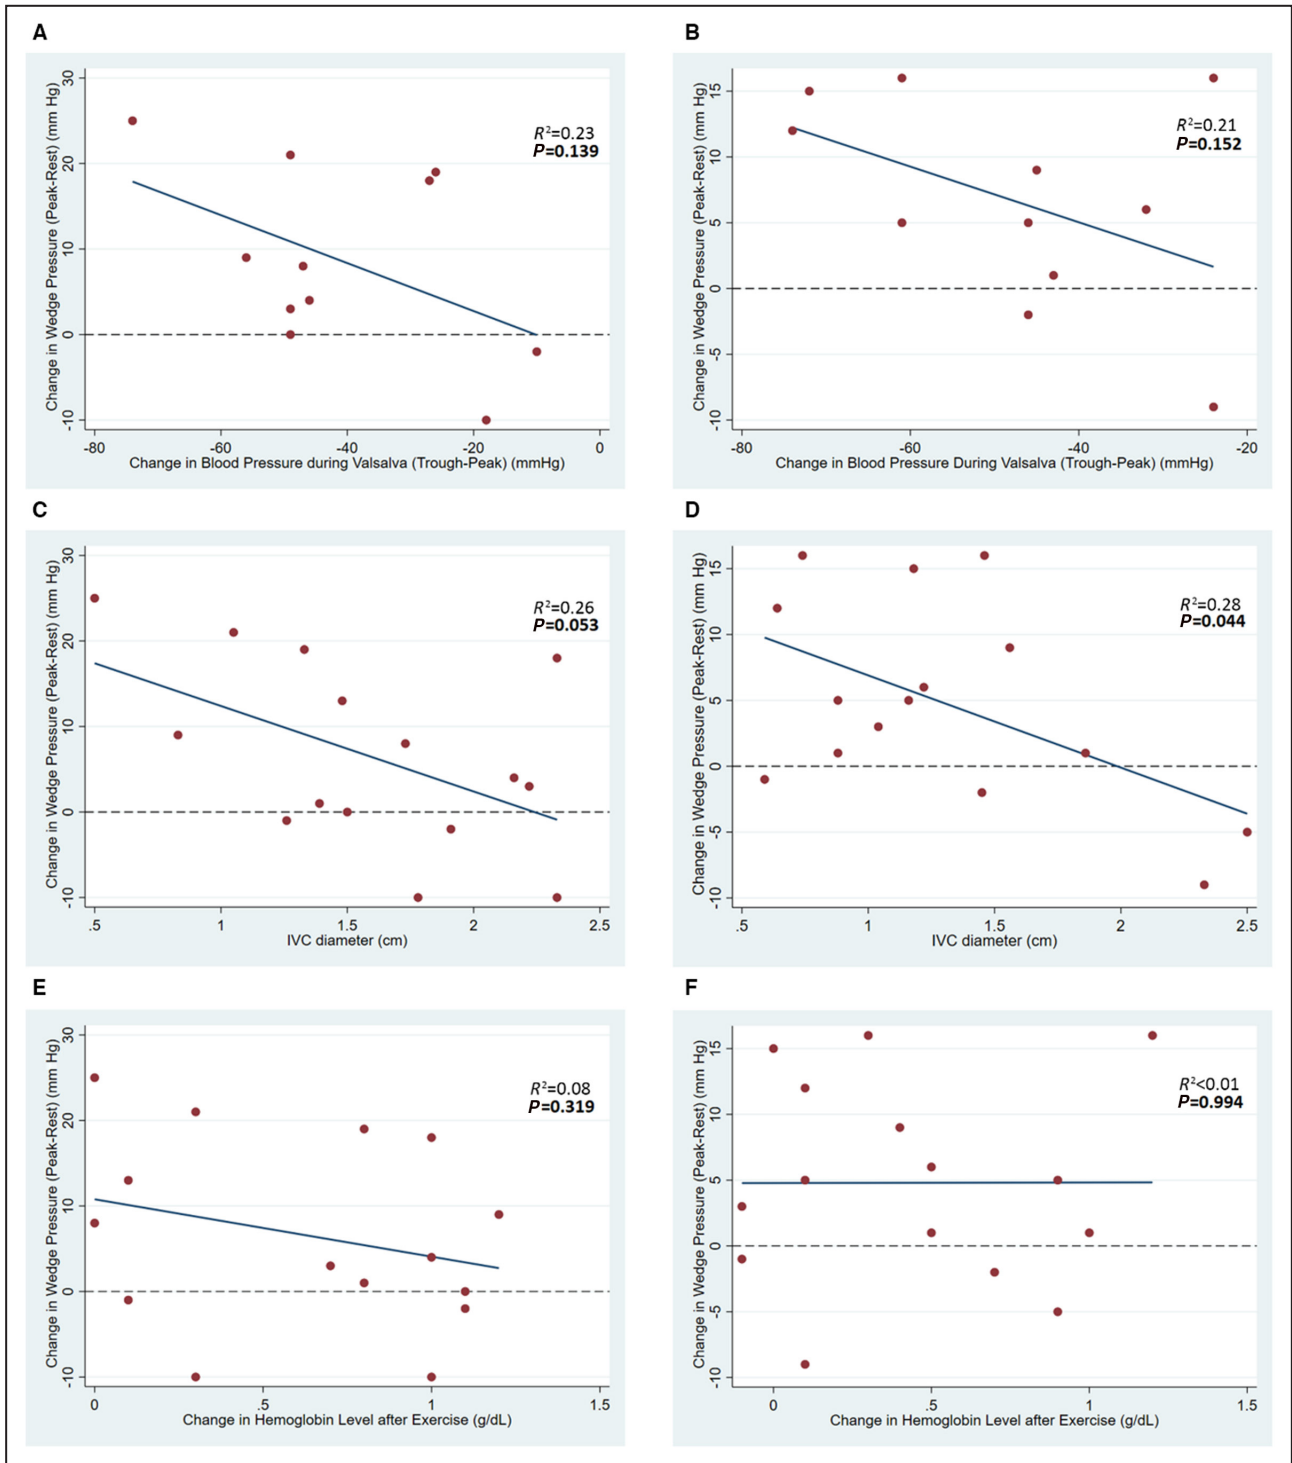 A
Change in Wedge Pressure (Peak-Rest) (mm Hg)
30
20
10
0
-10
R²=0.23
P=0.139
-80 -60 -40 -20 0
Change in Blood Pressure during Valsalva (Trough-Peak) (mmHg)
B
Change in Wedge Pressure (Peak-Rest) (mm Hg)
15
10
5
0
-5
-10
R²=0.21
P=0.152
-80 -60 -40 -20
Change in Blood Pressure During Valsalva (Trough-Peak) (mmHg)
C
Change in Wedge Pressure (Peak-Rest) (mm Hg)
30
20
10
0
-10
R²=0.26
P=0.053
.5 1 1.5 2 2.5
IVC diameter (cm)
D
Change in Wedge Pressure (Peak-Rest) (mm Hg)
15
10
5
0
-5
-10
R²=0.28
P=0.044
.5 1 1.5 2 2.5
IVC diameter (cm)
E
Change in Wedge Pressure (Peak-Rest) (mm Hg)
30
20
10
0
-10
R²=0.08
P=0.319
0 .5 1 1.5
Change in Hemoglobin Level after Exercise (g/dL)
F
Change in Wedge Pressure (Peak-Rest) (mm Hg)
15
10
5
0
-5
-10
R²<0.01
P=0.994
0 .5 1 1.5
Change in Hemoglobin Level after Exercise (g/dL)